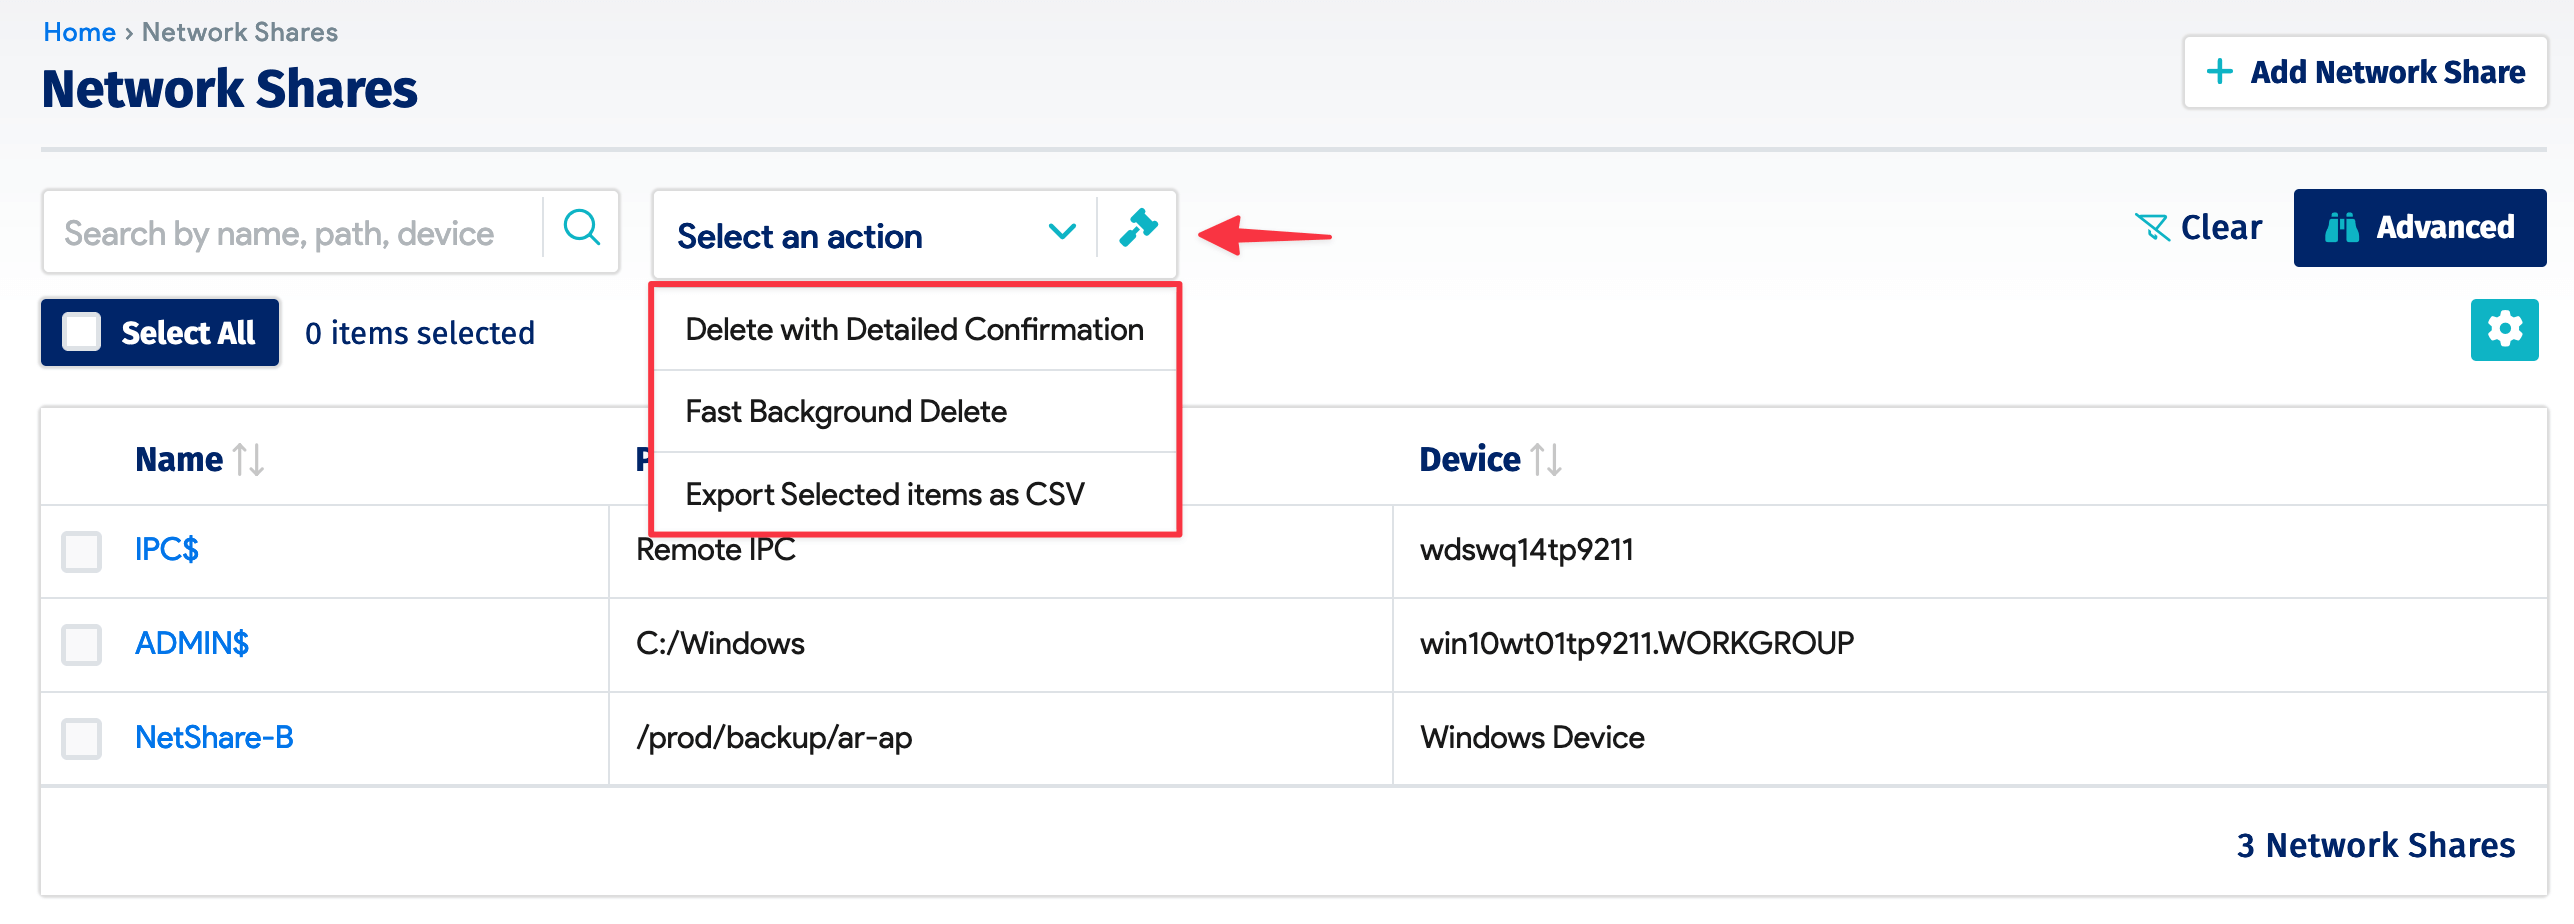 Home › Network Shares
Network Shares
+ Add Network Share
Search by name, path, device
Select an action
Clear
Advanced
Select All
0 items selected
Delete with Detailed Confirmation
Fast Background Delete
Export Selected items as CSV
Name
Device
IPC$ Remote IPC wdswq14tp9211
ADMIN$ C:/Windows win10wt01tp9211.WORKGROUP
NetShare-B /prod/backup/ar-ap Windows Device
3 Network Shares